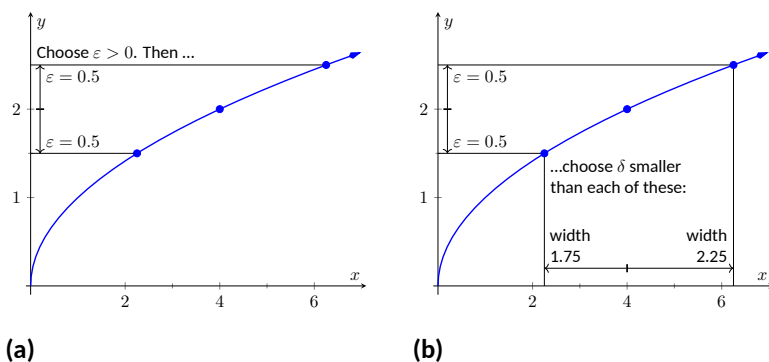 y
Choose ε > 0. Then ...
ε = 0.5
2
ε = 0.5
1
x
2
4
6
(a)
y
ε = 0.5
2
ε = 0.5
...choose δ smaller
than each of these:
1
width
1.75
width
2.25
x
2
4
6
(b)